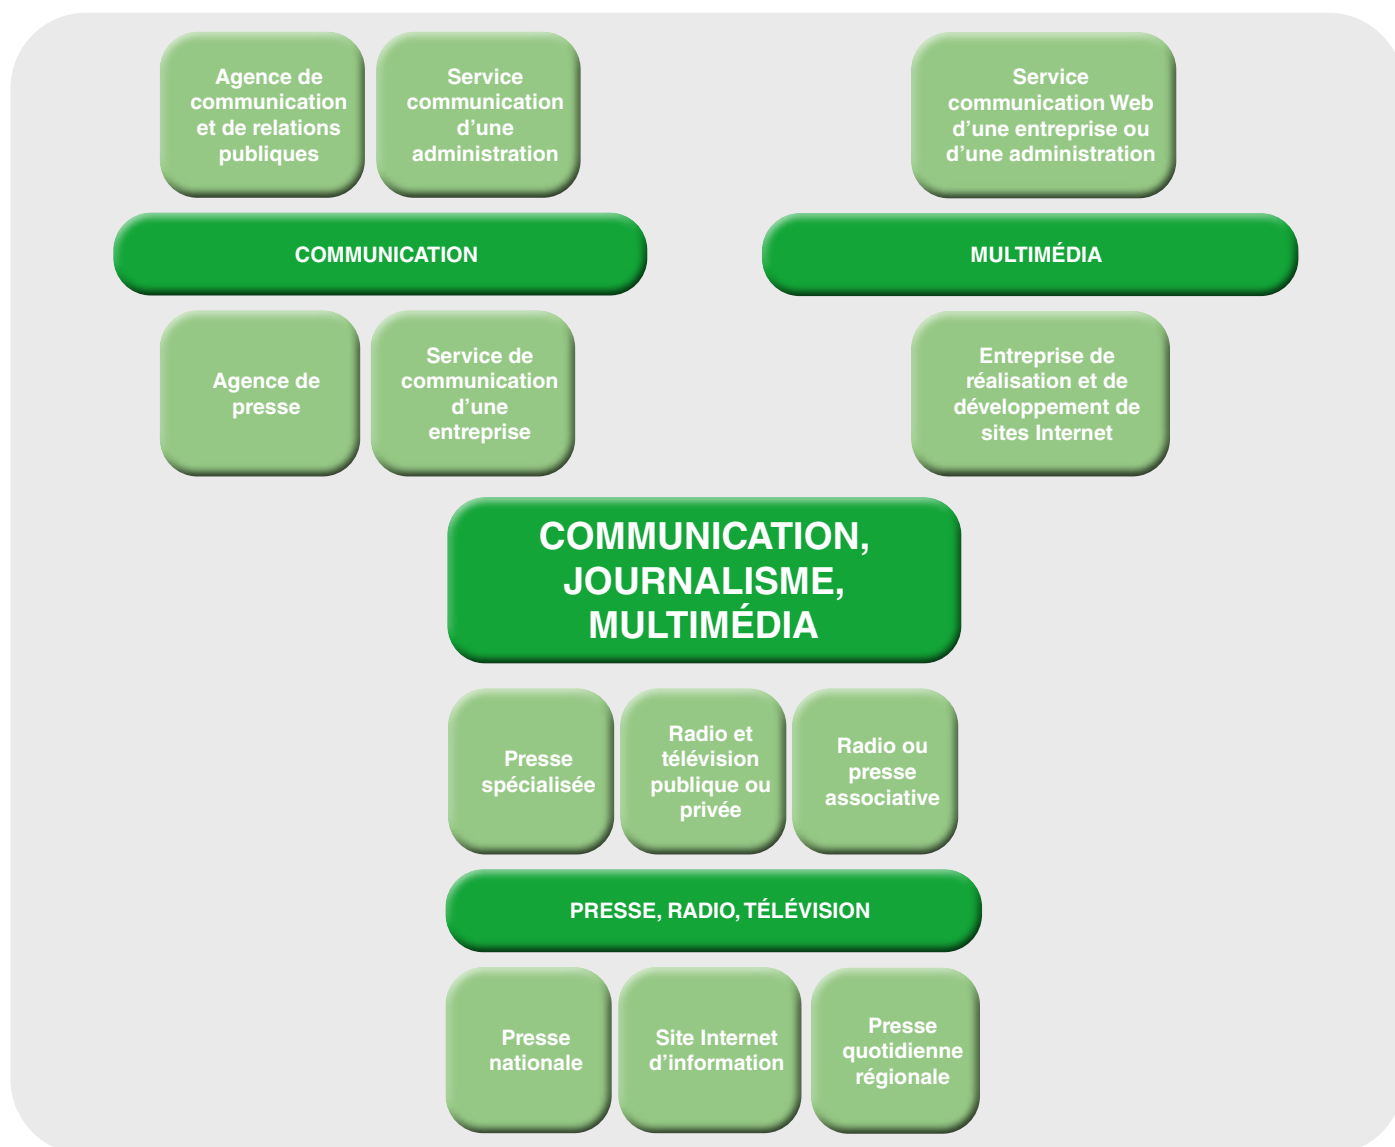 Agence de
communication
et de relations
publiques
Service
communication
d’une
administration
Service
communication Web
d’une entreprise ou
d’une administration
COMMUNICATION
MULTIMÉDIA
Agence de
presse
Service de
communication
d’une
entreprise
Entreprise de
réalisation et de
développement de
sites Internet
COMMUNICATION,
JOURNALISME,
MULTIMÉDIA
Presse
spécialisée
Radio et
télévision
publique ou
privée
Radio ou
presse
associative
PRESSE, RADIO, TÉLÉVISION
Presse
nationale
Site Internet
d’information
Presse
quotidienne
régionale